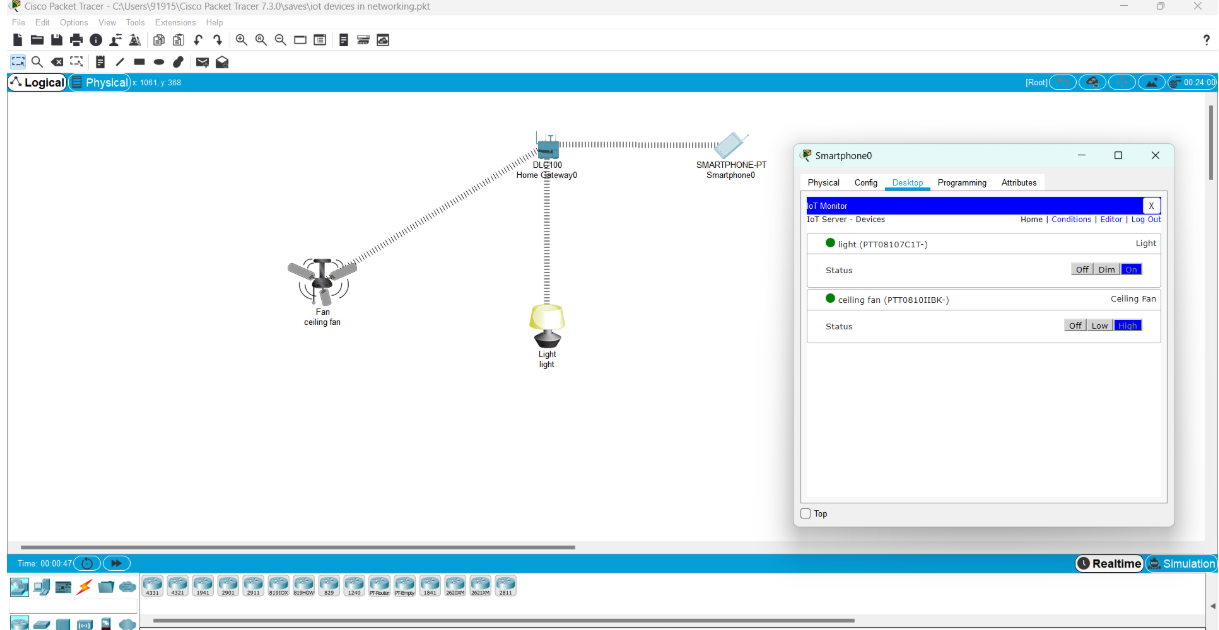 Cisco Packet Tracer - C:\Users\91915\Cisco Packet Tracer 7.3.0\saves\iot devices in networking.pkt
File Edit Options View Tools Extensions Help
?
Logical Physical x: 1061, y: 368 [Root] 00:24:00
DLC100
Home Gateway0
SMARTPHONE-PT
Smartphone0
Fan
ceiling fan
Light
light
Smartphone0
Physical Config Desktop Programming Attributes
IoT Monitor X
IoT Server - Devices Home | Conditions | Editor | Log Out
light (PTT08107C1T-) Light
Status Off Dim On
ceiling fan (PTT0810IIBK-) Ceiling Fan
Status Off Low High
Top
Time: 00:00:47 Realtime Simulation
4331 4321 1941 2901 2911 819IOX 819HGW 829 1240 PT-Router PT-Empty 1841 2620XM 2621XM 2811